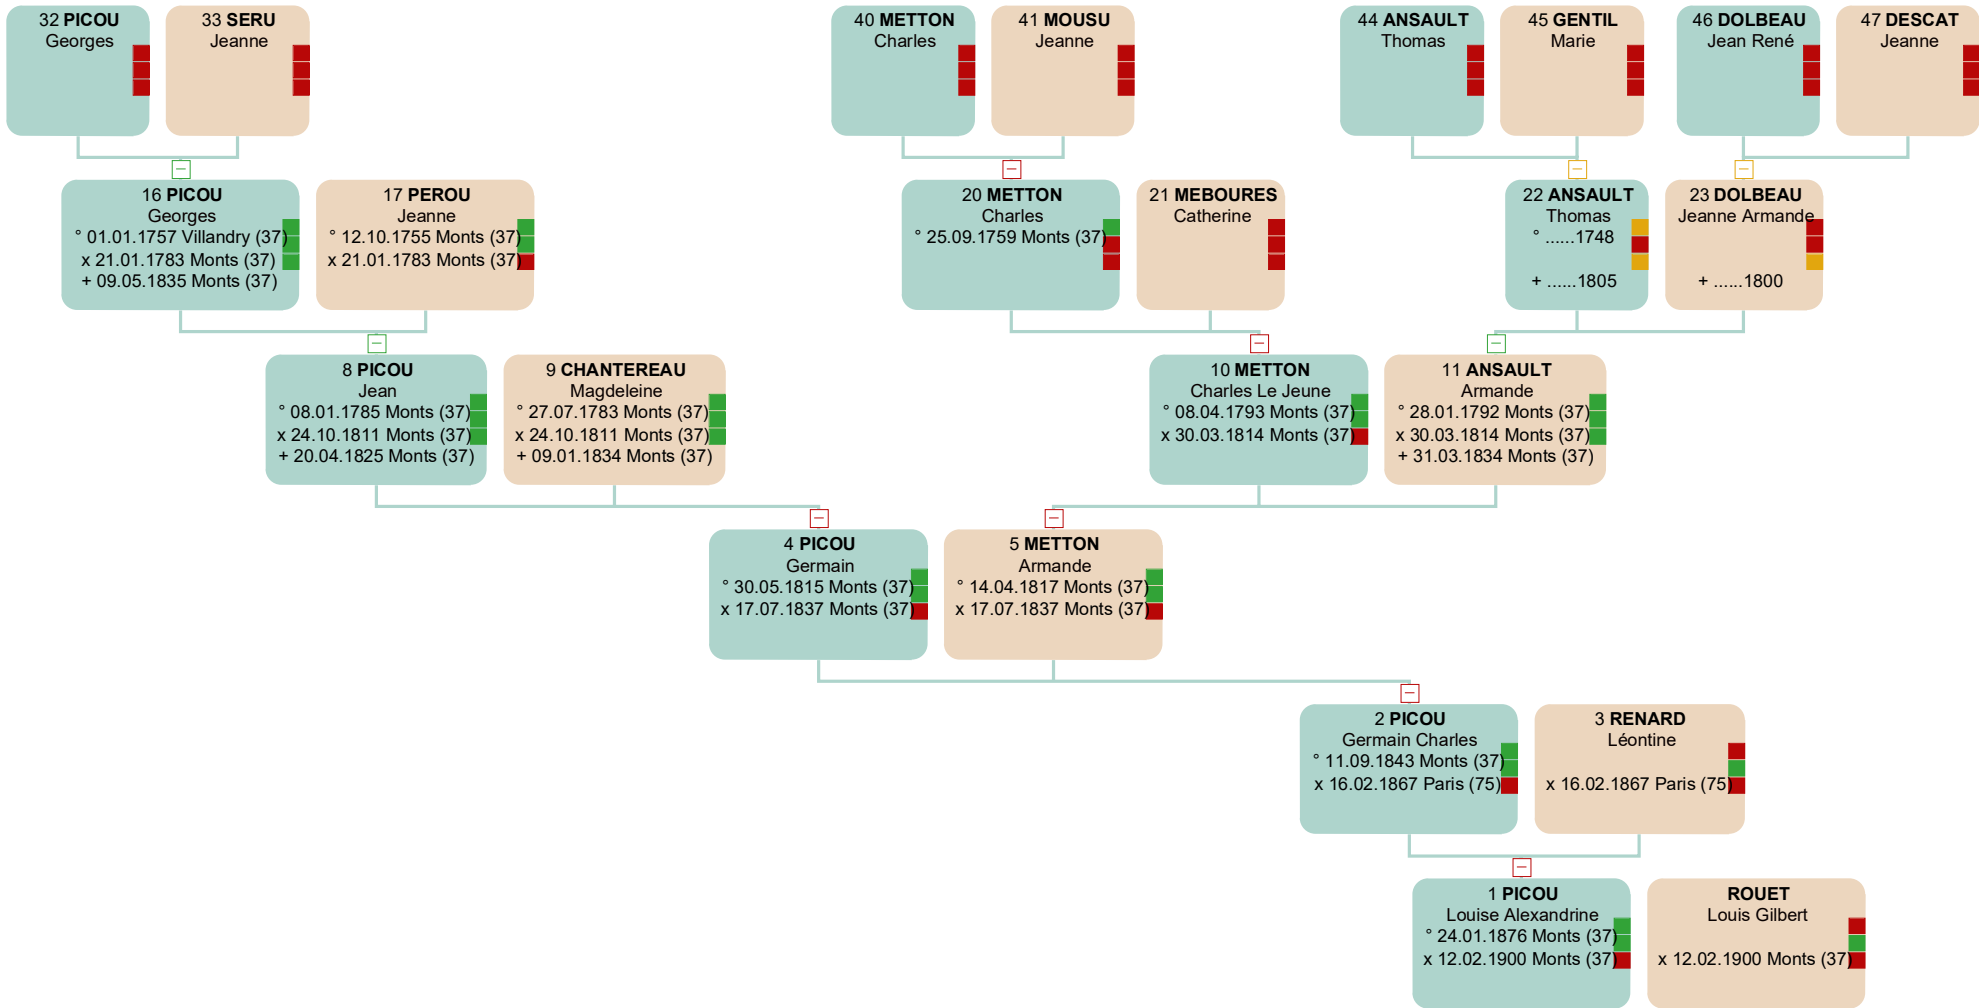 32 PICOU
Georges
33 SERU
Jeanne
40 METTON
Charles
41 MOUSU
Jeanne
44 ANSAULT
Thomas
45 GENTIL
Marie
46 DOLBEAU
Jean René
47 DESCAT
Jeanne
16 PICOU
Georges
° 01.01.1757 Villandry (37)
x 21.01.1783 Monts (37)
+ 09.05.1835 Monts (37)
17 PEROU
Jeanne
° 12.10.1755 Monts (37)
x 21.01.1783 Monts (37)
20 METTON
Charles
° 25.09.1759 Monts (37)
21 MEBOURES
Catherine
22 ANSAULT
Thomas
° ......1748
+ ......1805
23 DOLBEAU
Jeanne Armande
+ ......1800
8 PICOU
Jean
° 08.01.1785 Monts (37)
x 24.10.1811 Monts (37)
+ 20.04.1825 Monts (37)
9 CHANTEREAU
Magdeleine
° 27.07.1783 Monts (37)
x 24.10.1811 Monts (37)
+ 09.01.1834 Monts (37)
10 METTON
Charles Le Jeune
° 08.04.1793 Monts (37)
x 30.03.1814 Monts (37)
11 ANSAULT
Armande
° 28.01.1792 Monts (37)
x 30.03.1814 Monts (37)
+ 31.03.1834 Monts (37)
4 PICOU
Germain
° 30.05.1815 Monts (37)
x 17.07.1837 Monts (37)
5 METTON
Armande
° 14.04.1817 Monts (37)
x 17.07.1837 Monts (37)
2 PICOU
Germain Charles
° 11.09.1843 Monts (37)
x 16.02.1867 Paris (75)
3 RENARD
Léontine
x 16.02.1867 Paris (75)
1 PICOU
Louise Alexandrine
° 24.01.1876 Monts (37)
x 12.02.1900 Monts (37)
ROUET
Louis Gilbert
x 12.02.1900 Monts (37)